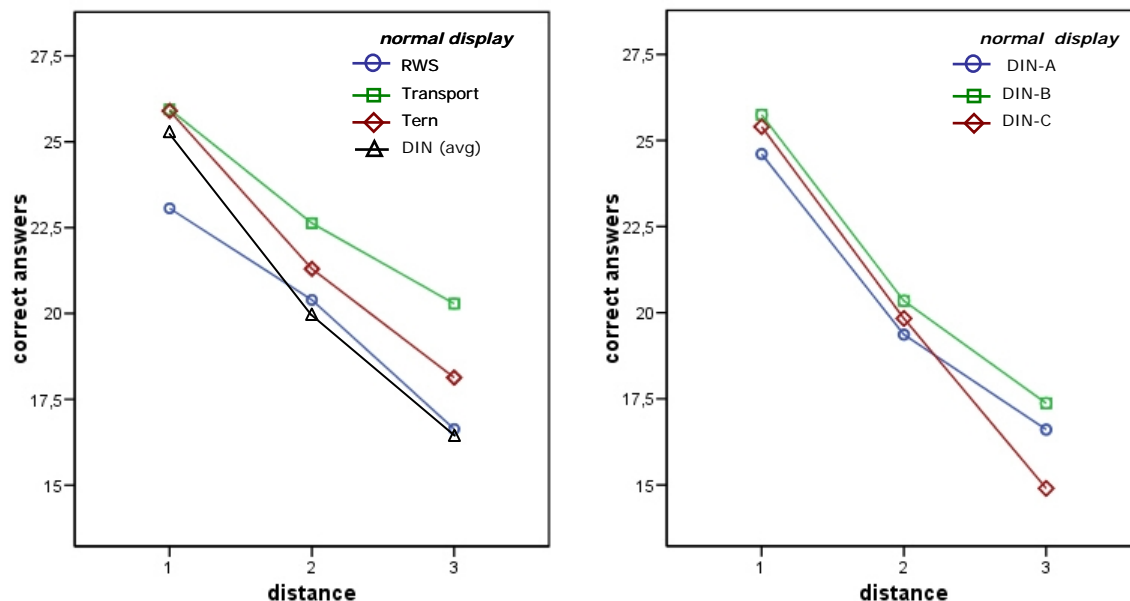 normal display
RWS
Transport
Tern
DIN (avg)
27,5
25
22,5
20
17,5
15
correct answers
1
2
3
distance
normal display
DIN-A
DIN-B
DIN-C
27,5
25
22,5
20
17,5
15
correct answers
1
2
3
distance